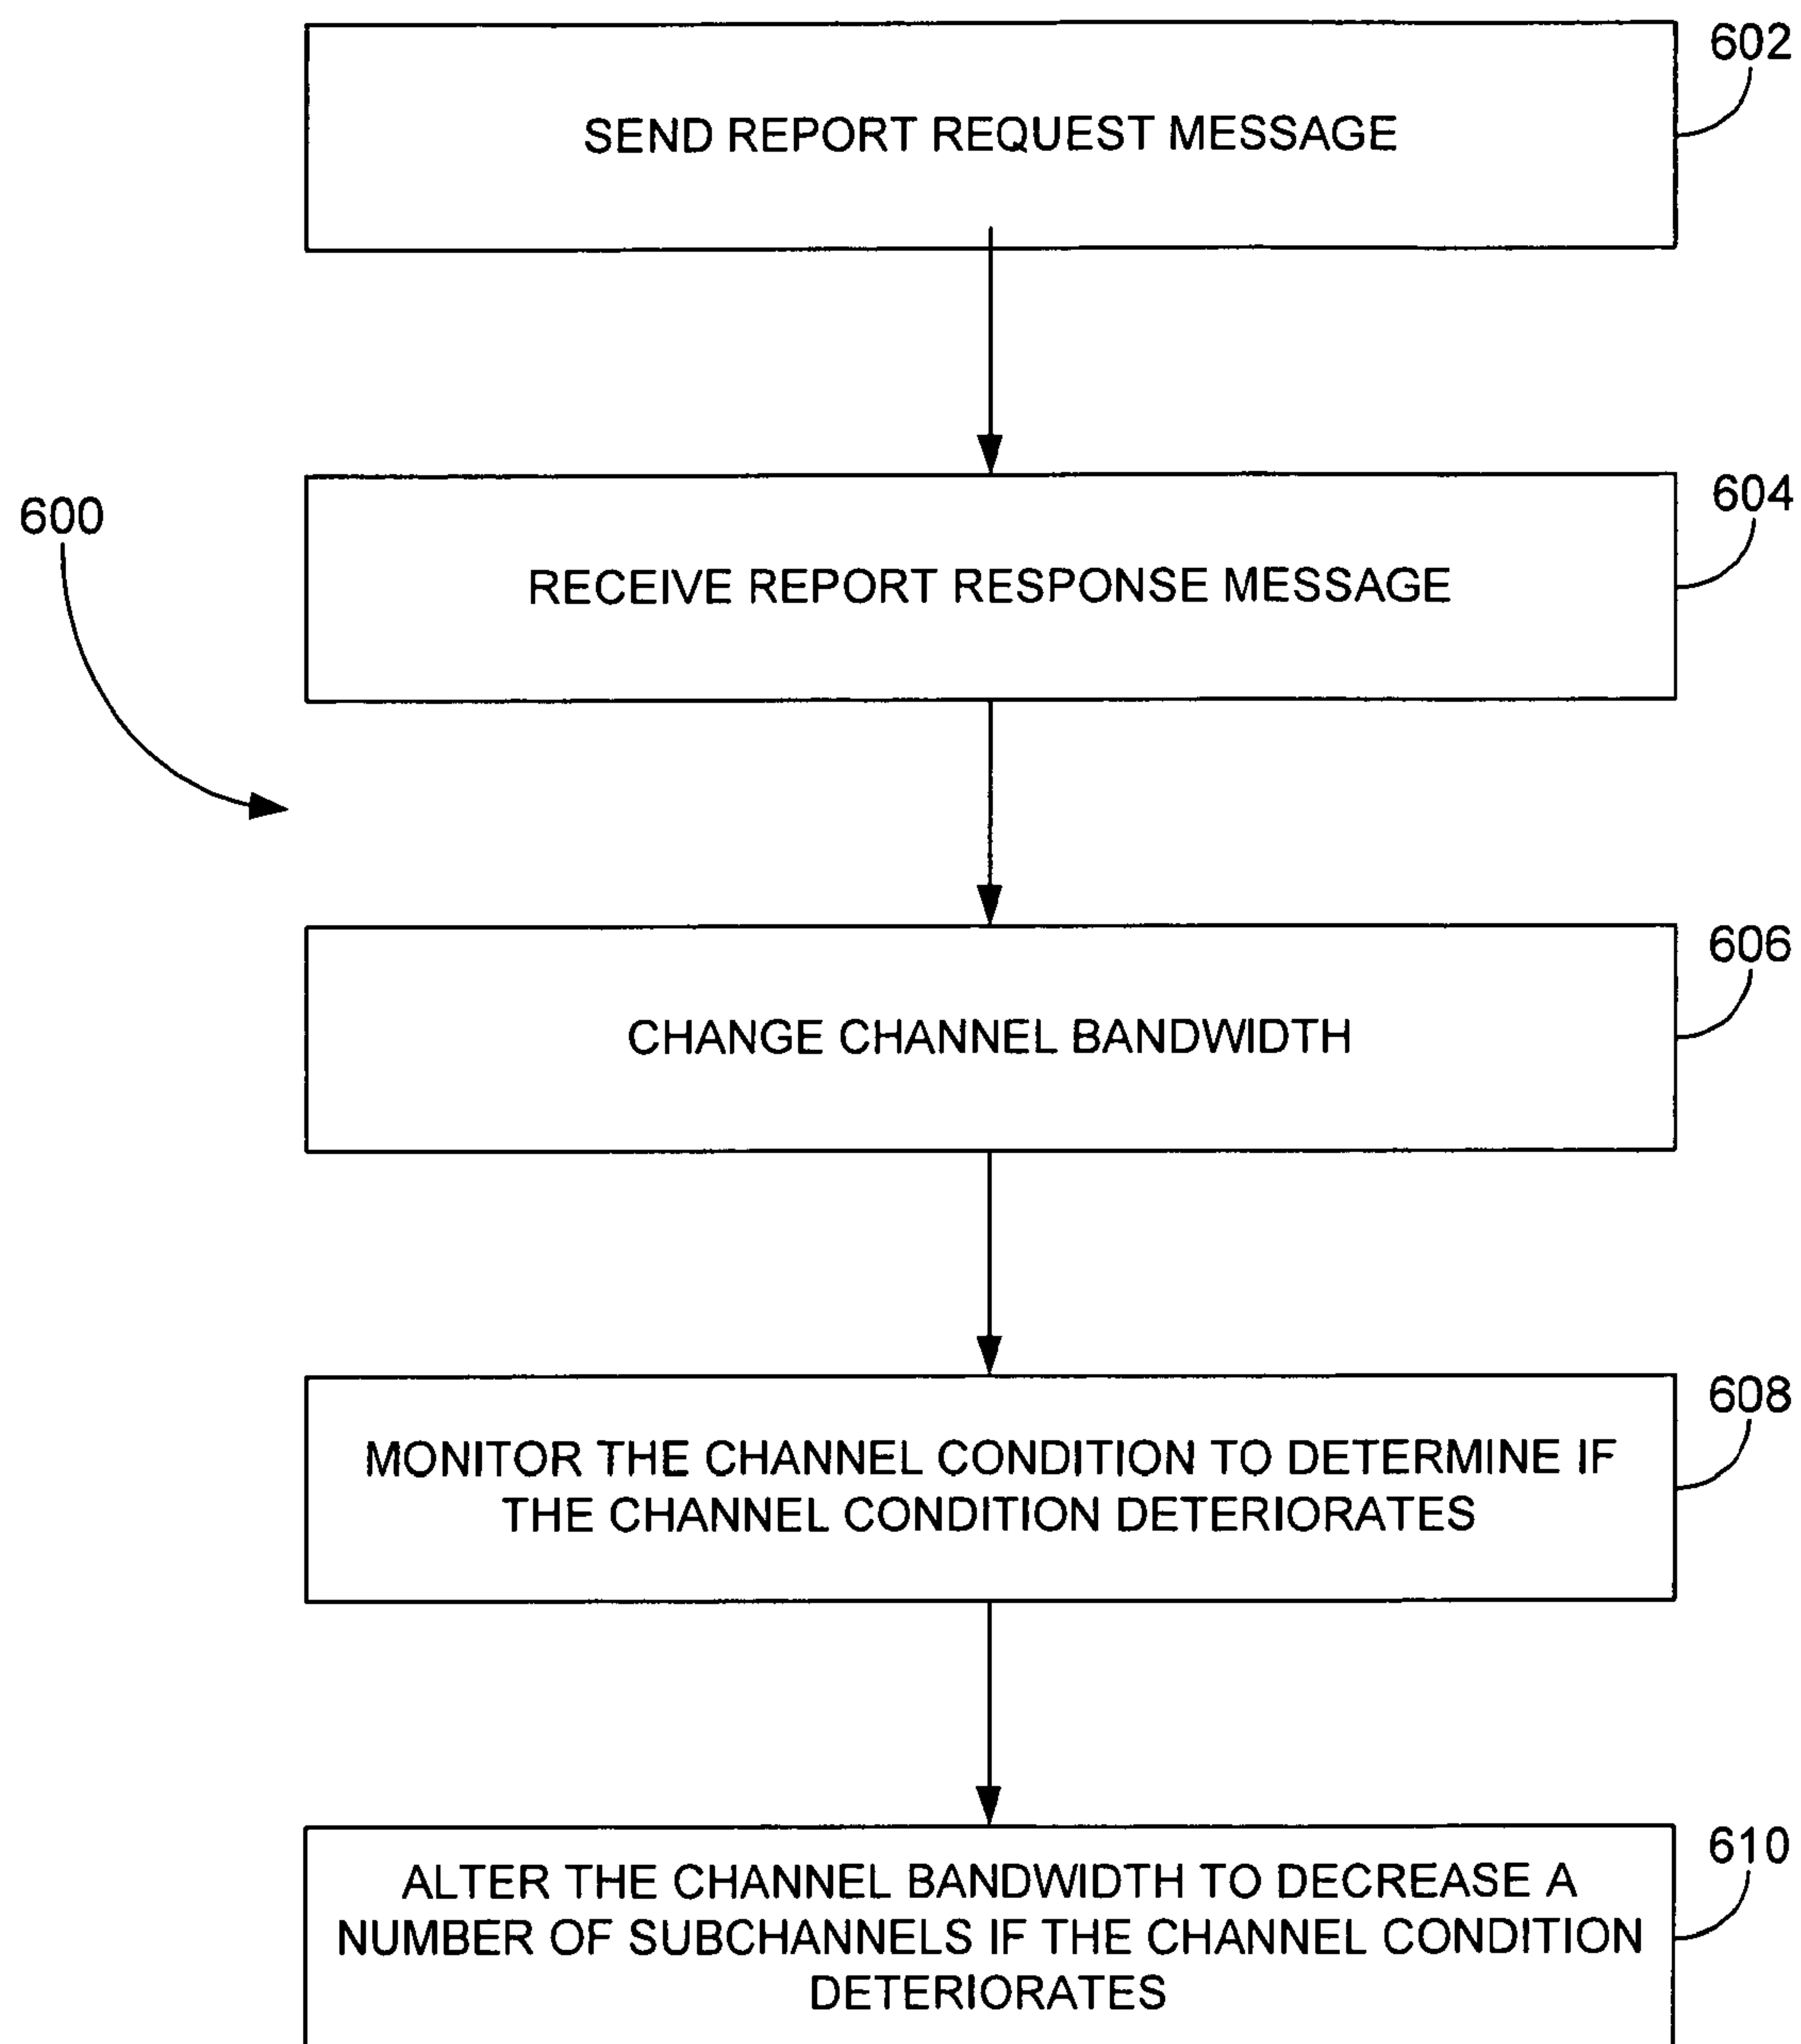 602
SEND REPORT REQUEST MESSAGE
604
600
RECEIVE REPORT RESPONSE MESSAGE
606
CHANGE CHANNEL BANDWIDTH
608
MONITOR THE CHANNEL CONDITION TO DETERMINE IF
THE CHANNEL CONDITION DETERIORATES
610
ALTER THE CHANNEL BANDWIDTH TO DECREASE A
NUMBER OF SUBCHANNELS IF THE CHANNEL CONDITION
DETERIORATES